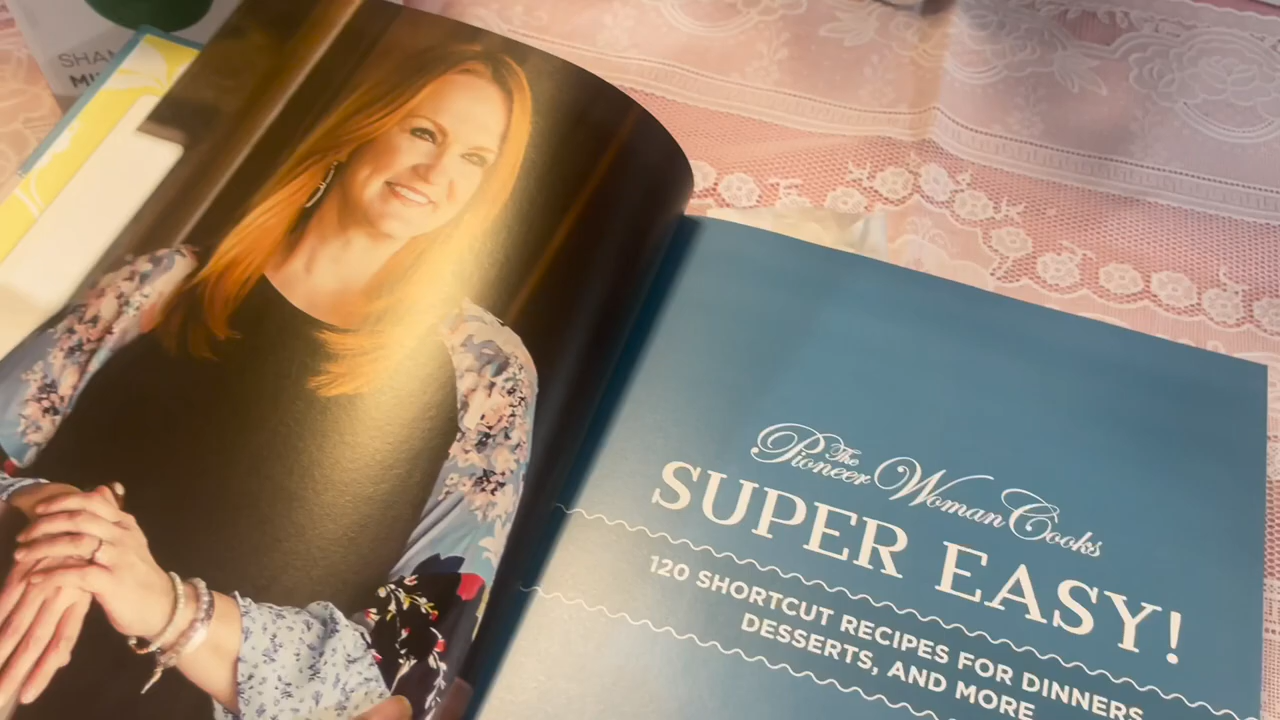 The
Pioneer Woman Cooks
SUPER EASY!
120 SHORTCUT RECIPES FOR DINNERS
DESSERTS, AND MORE